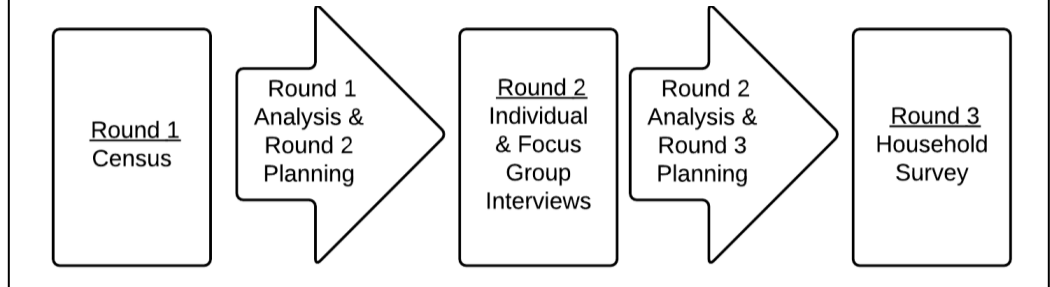 Round 1
Census
Round 1
Analysis &
Round 2
Planning
Round 2
Individual
& Focus
Group
Interviews
Round 2
Analysis &
Round 3
Planning
Round 3
Household
Survey